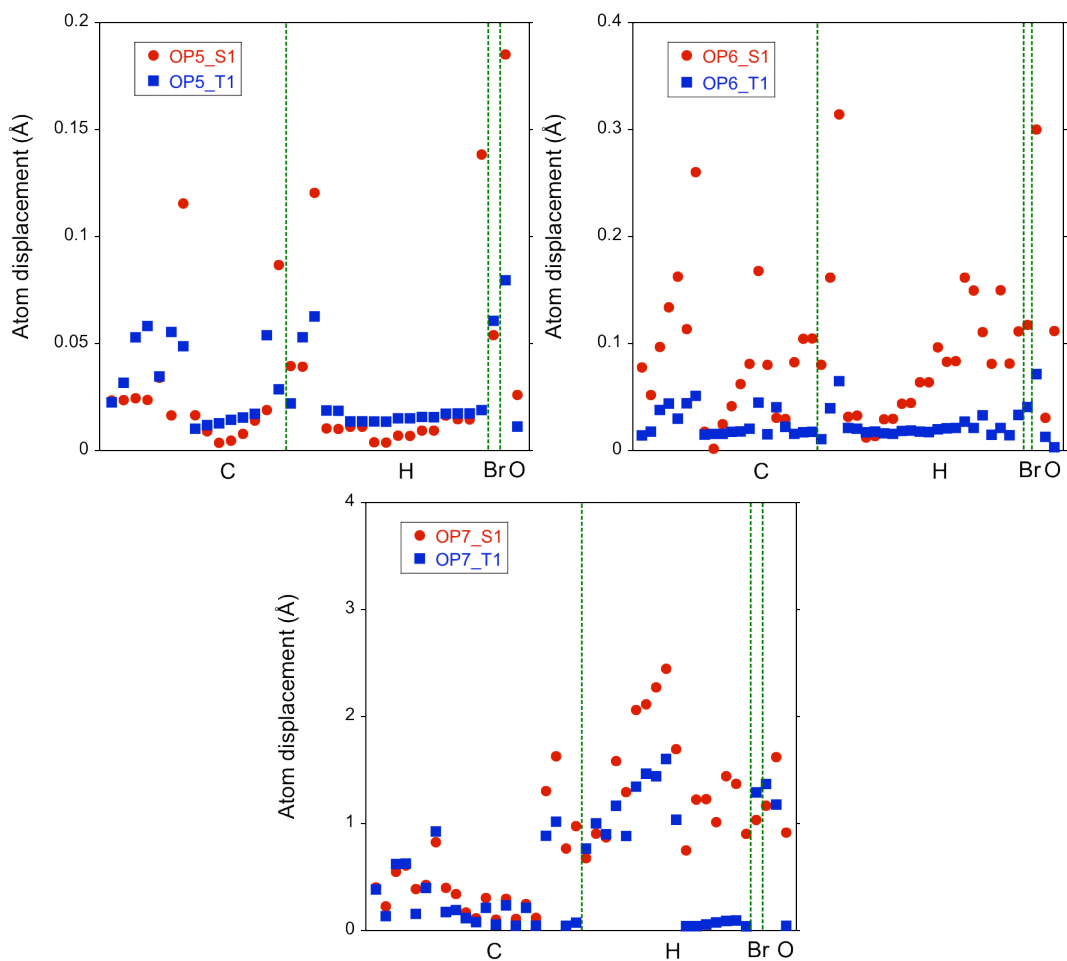 0.2
0.15
0.1
0.05
0
Atom displacement (Å)
OP5_S1
OP5_T1
C H Br O
0.4
0.3
0.2
0.1
0
Atom displacement (Å)
OP6_S1
OP6_T1
C H Br O
4
3
2
1
0
Atom displacement (Å)
OP7_S1
OP7_T1
C H Br O